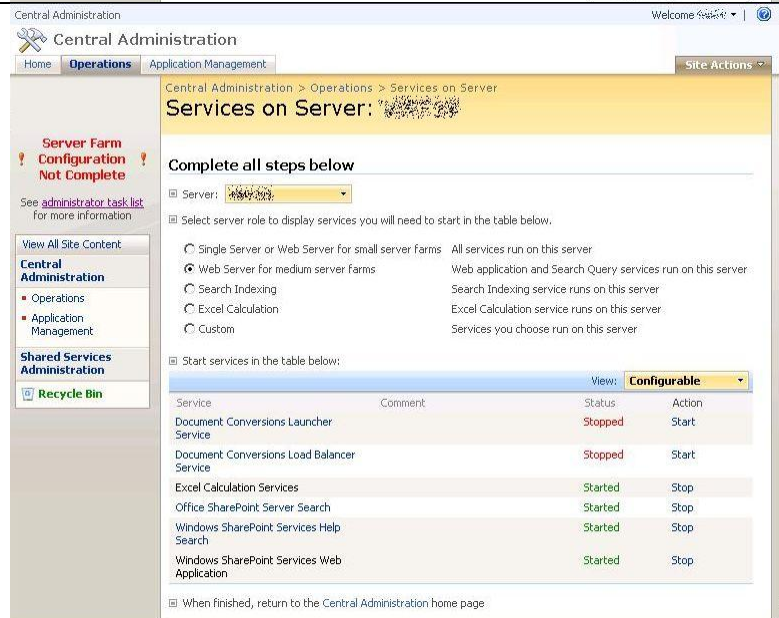 Central Administration
Welcome
Central Administration
Home Operations Application Management
Site Actions
Central Administration > Operations > Services on Server
Services on Server:
Server Farm
Configuration
Not Complete
See administrator task list
for more information
View All Site Content
Central
Administration
Operations
Application
Management
Shared Services
Administration
Recycle Bin
Complete all steps below
Server:
Select server role to display services you will need to start in the table below.
Single Server or Web Server for small server farms All services run on this server
Web Server for medium server farms Web application and Search Query services run on this server
Search Indexing Search Indexing service runs on this server
Excel Calculation Excel Calculation service runs on this server
Custom Services you choose run on this server
Start services in the table below:
View: Configurable
Service Comment Status Action
Document Conversions Launcher
Service Stopped Start
Document Conversions Load Balancer
Service Stopped Start
Excel Calculation Services Started Stop
Office SharePoint Server Search Started Stop
Windows SharePoint Services Help
Search Started Stop
Windows SharePoint Services Web
Application Started Stop
When finished, return to the Central Administration home page